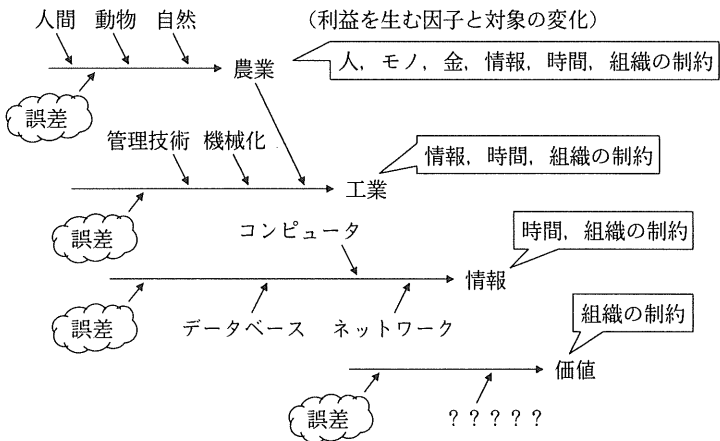 人間 動物 自然 (利益を生む因子と対象の変化)
農業
人，モノ，金，情報，時間，組織の制約
誤差
管理技術 機械化
情報，時間，組織の制約
工業
誤差
コンピュータ
時間，組織の制約
情報
誤差
データベース ネットワーク
組織の制約
価値
誤差
？？？？？